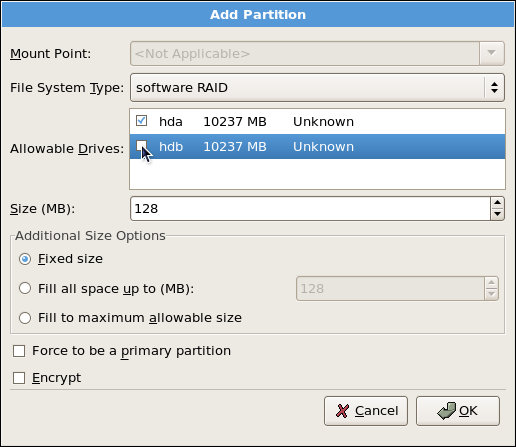 Add Partition
Mount Point: <Not Applicable>
File System Type: software RAID
hda 10237 MB Unknown
Allowable Drives: hdb 10237 MB Unknown
Size (MB): 128
Additional Size Options
Fixed size
Fill all space up to (MB): 128
Fill to maximum allowable size
Force to be a primary partition
Encrypt
Cancel OK